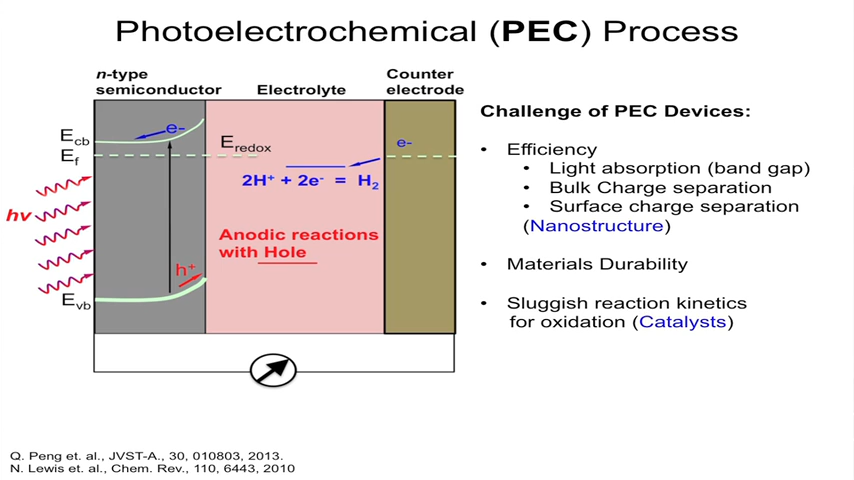 Photoelectrochemical (PEC) Process
n-type
semiconductor
Electrolyte
Counter
electrode
Ecb
Ef
e-
Eredox
e-
2H+ + 2e- = H2
hv
Anodic reactions
with Hole
h+
Evb
Challenge of PEC Devices:
• Efficiency
• Light absorption (band gap)
• Bulk Charge separation
• Surface charge separation
(Nanostructure)
• Materials Durability
• Sluggish reaction kinetics
for oxidation (Catalysts)
Q. Peng et. al., JVST-A., 30, 010803, 2013.
N. Lewis et. al., Chem. Rev., 110, 6443, 2010